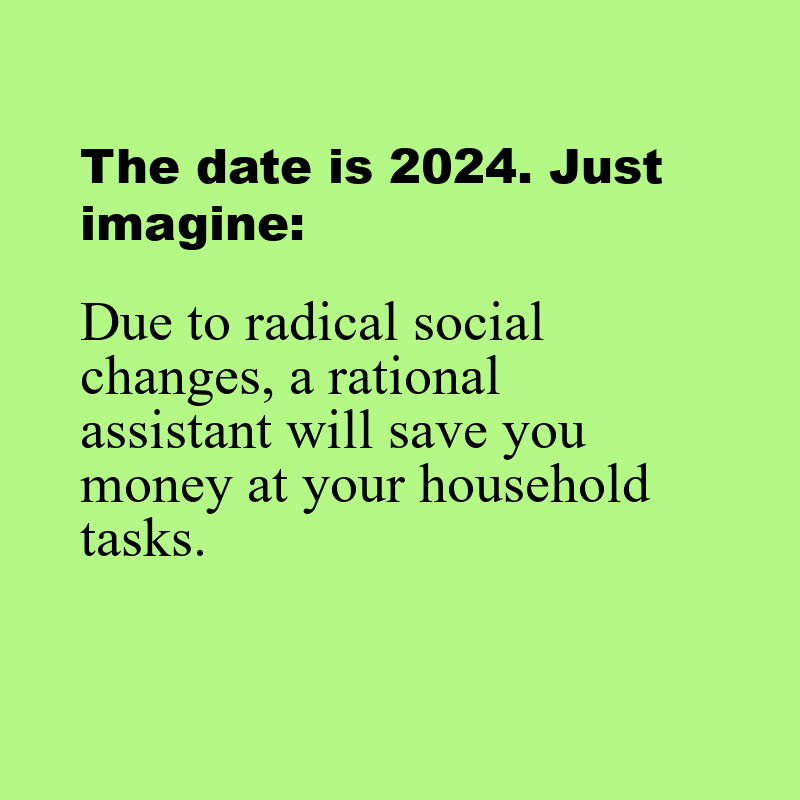 The date is 2024. Just
imagine:
Due to radical social
changes, a rational
assistant will save you
money at your household
tasks.